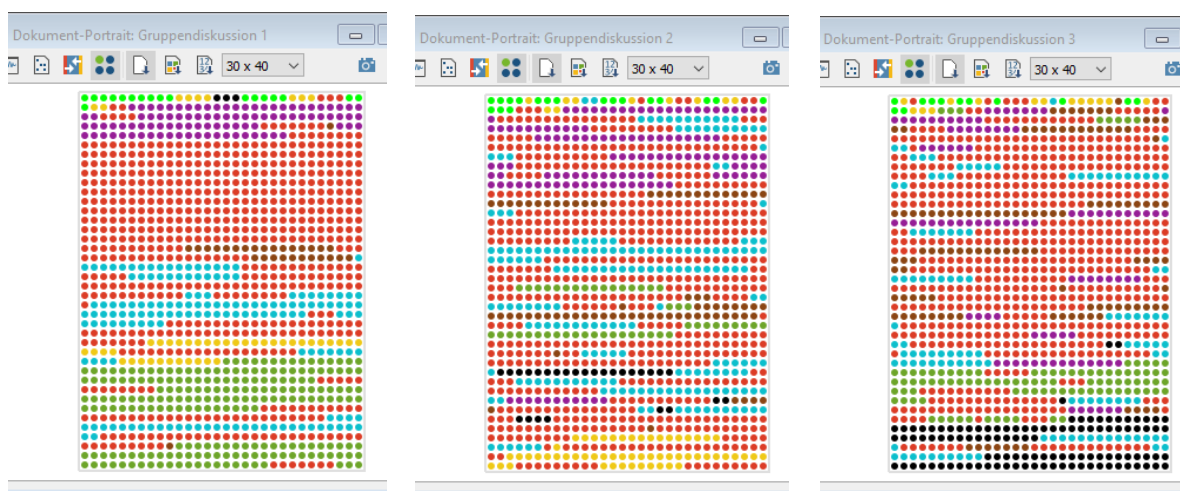 Dokument-Portrait: Gruppendiskussion 1
30 x 40
Dokument-Portrait: Gruppendiskussion 2
30 x 40
Dokument-Portrait: Gruppendiskussion 3
30 x 40